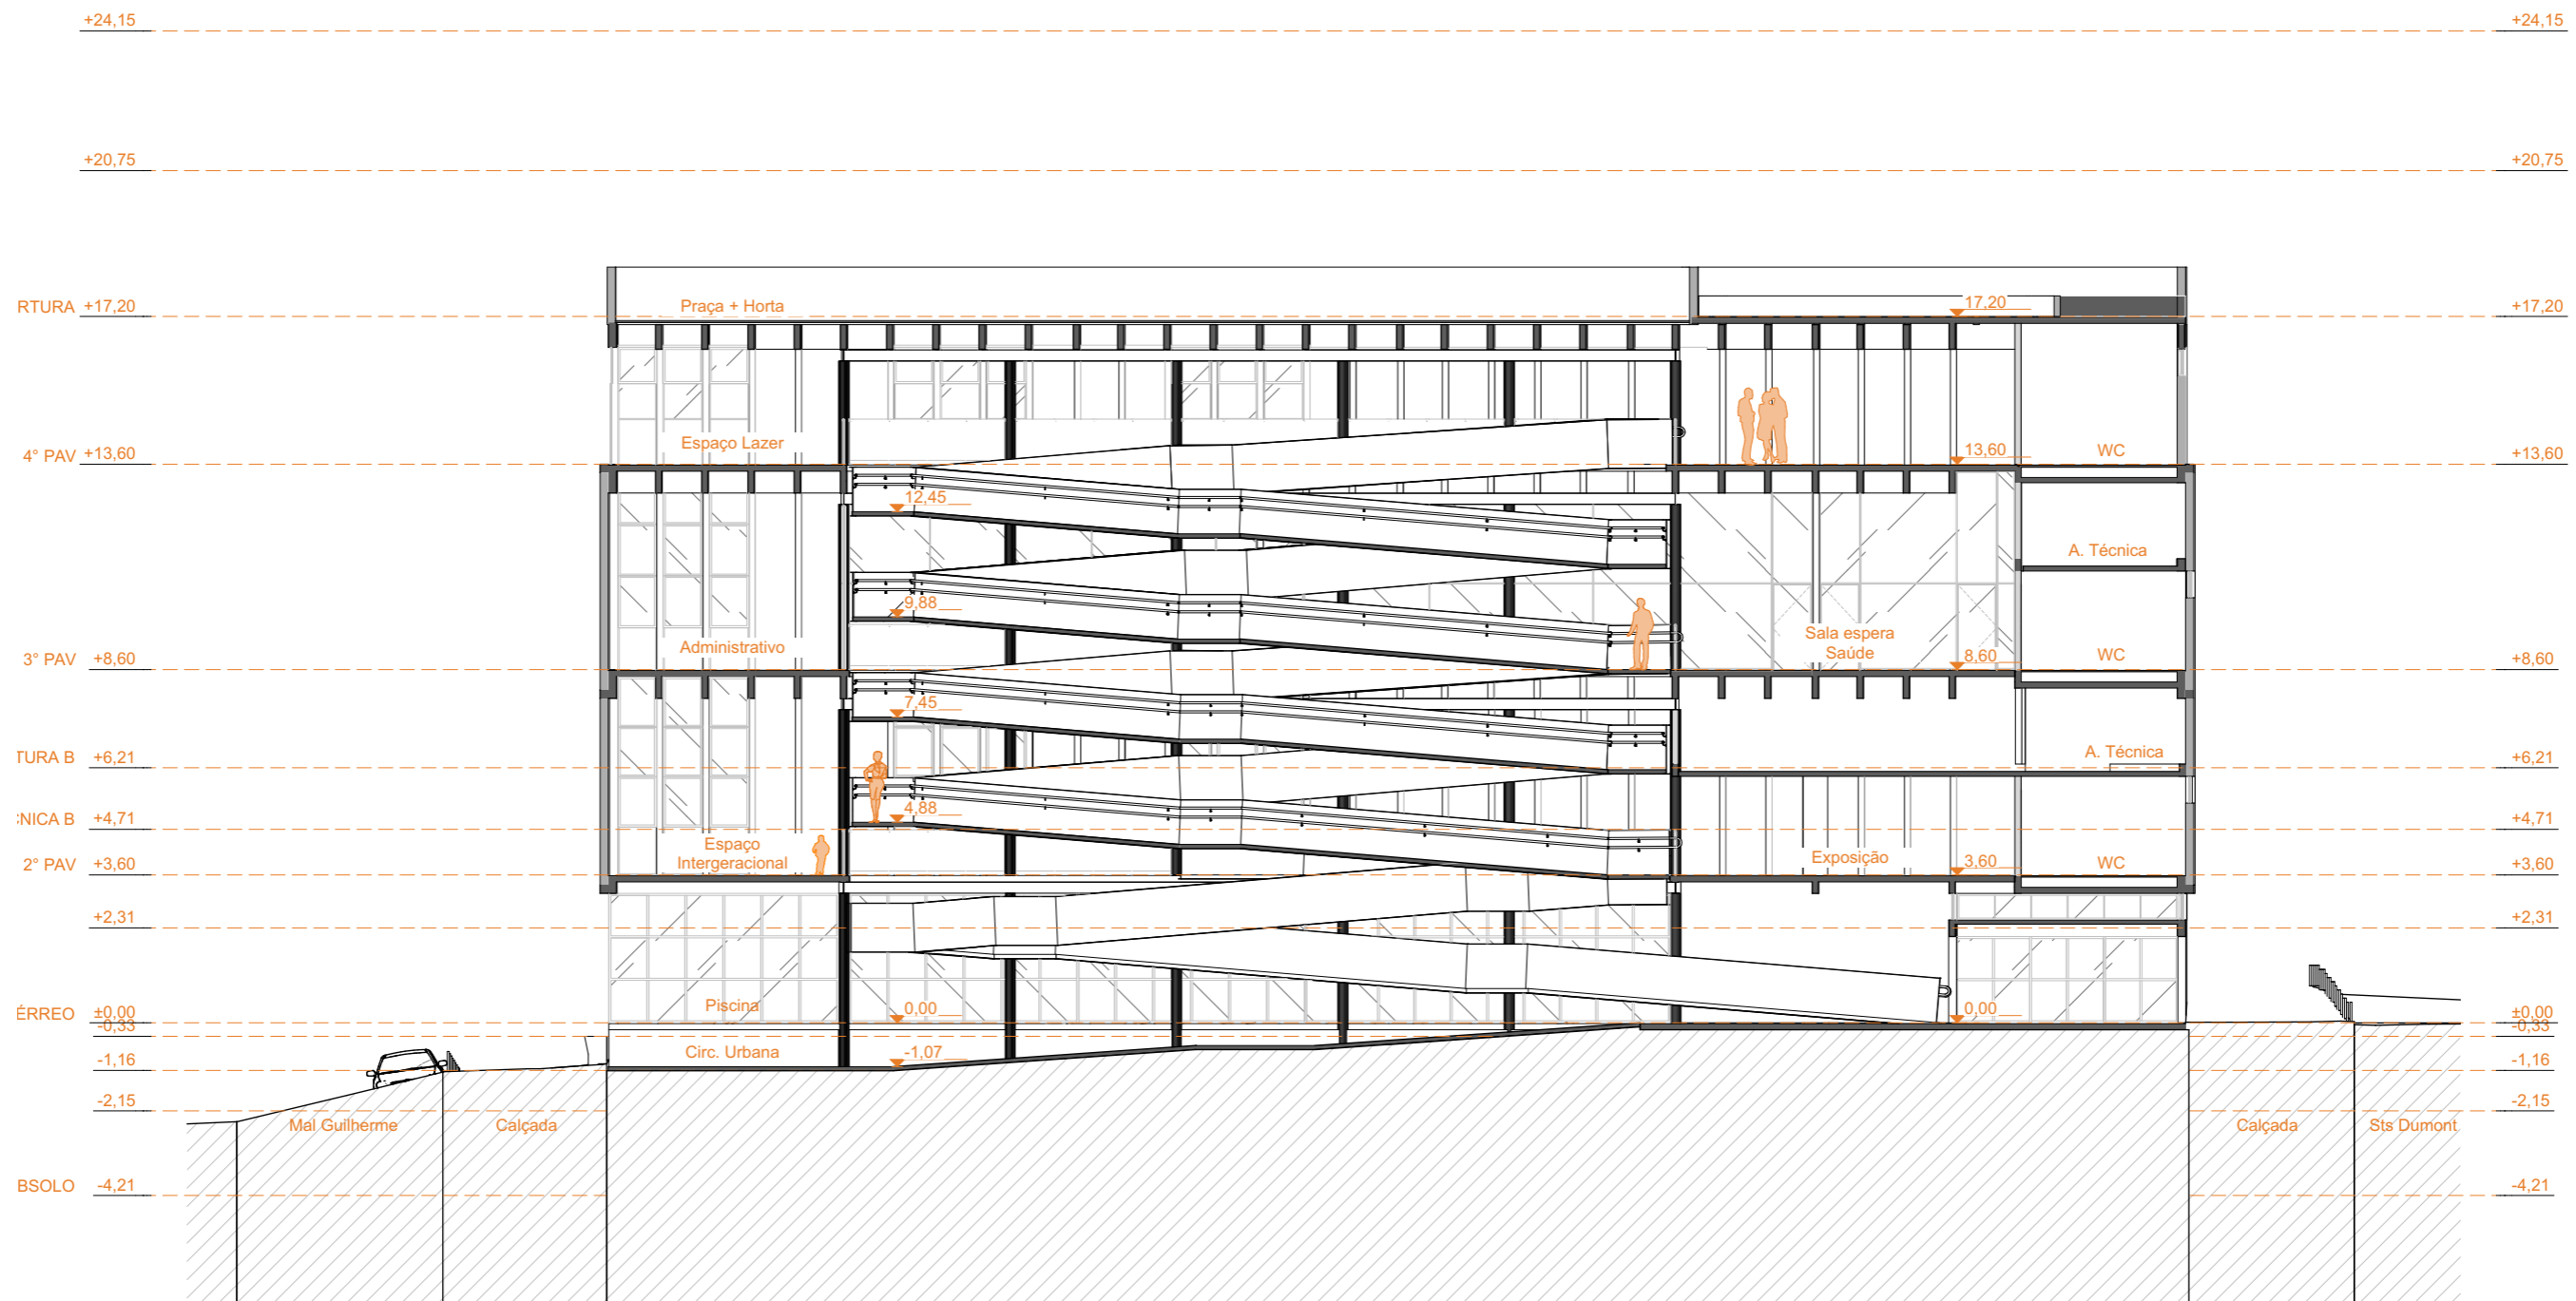 +24,15
+24,15
+20,75
+20,75
RTURA +17,20
Praça + Horta
17,20
+17,20
4° PAV +13,60
Espaço Lazer
13,60
WC
+13,60
12,45
A. Técnica
9,88
3° PAV +8,60
Administrativo
Sala espera
Saúde
8,60
WC
+8,60
7,45
TURA B +6,21
A. Técnica
+6,21
4,88
NICA B +4,71
+4,71
2° PAV +3,60
Espaço
Intergeracional
Exposição
3,60
WC
+3,60
+2,31
+2,31
ÉRREO ±0,00
Piscina
0,00
0,00
±0,00
-0,33
-0,33
Circ. Urbana
-1,07
-1,16
-1,16
-2,15
-2,15
Mal Guilherme
Calçada
Calçada
Sts Dumont
BSOLO -4,21
-4,21